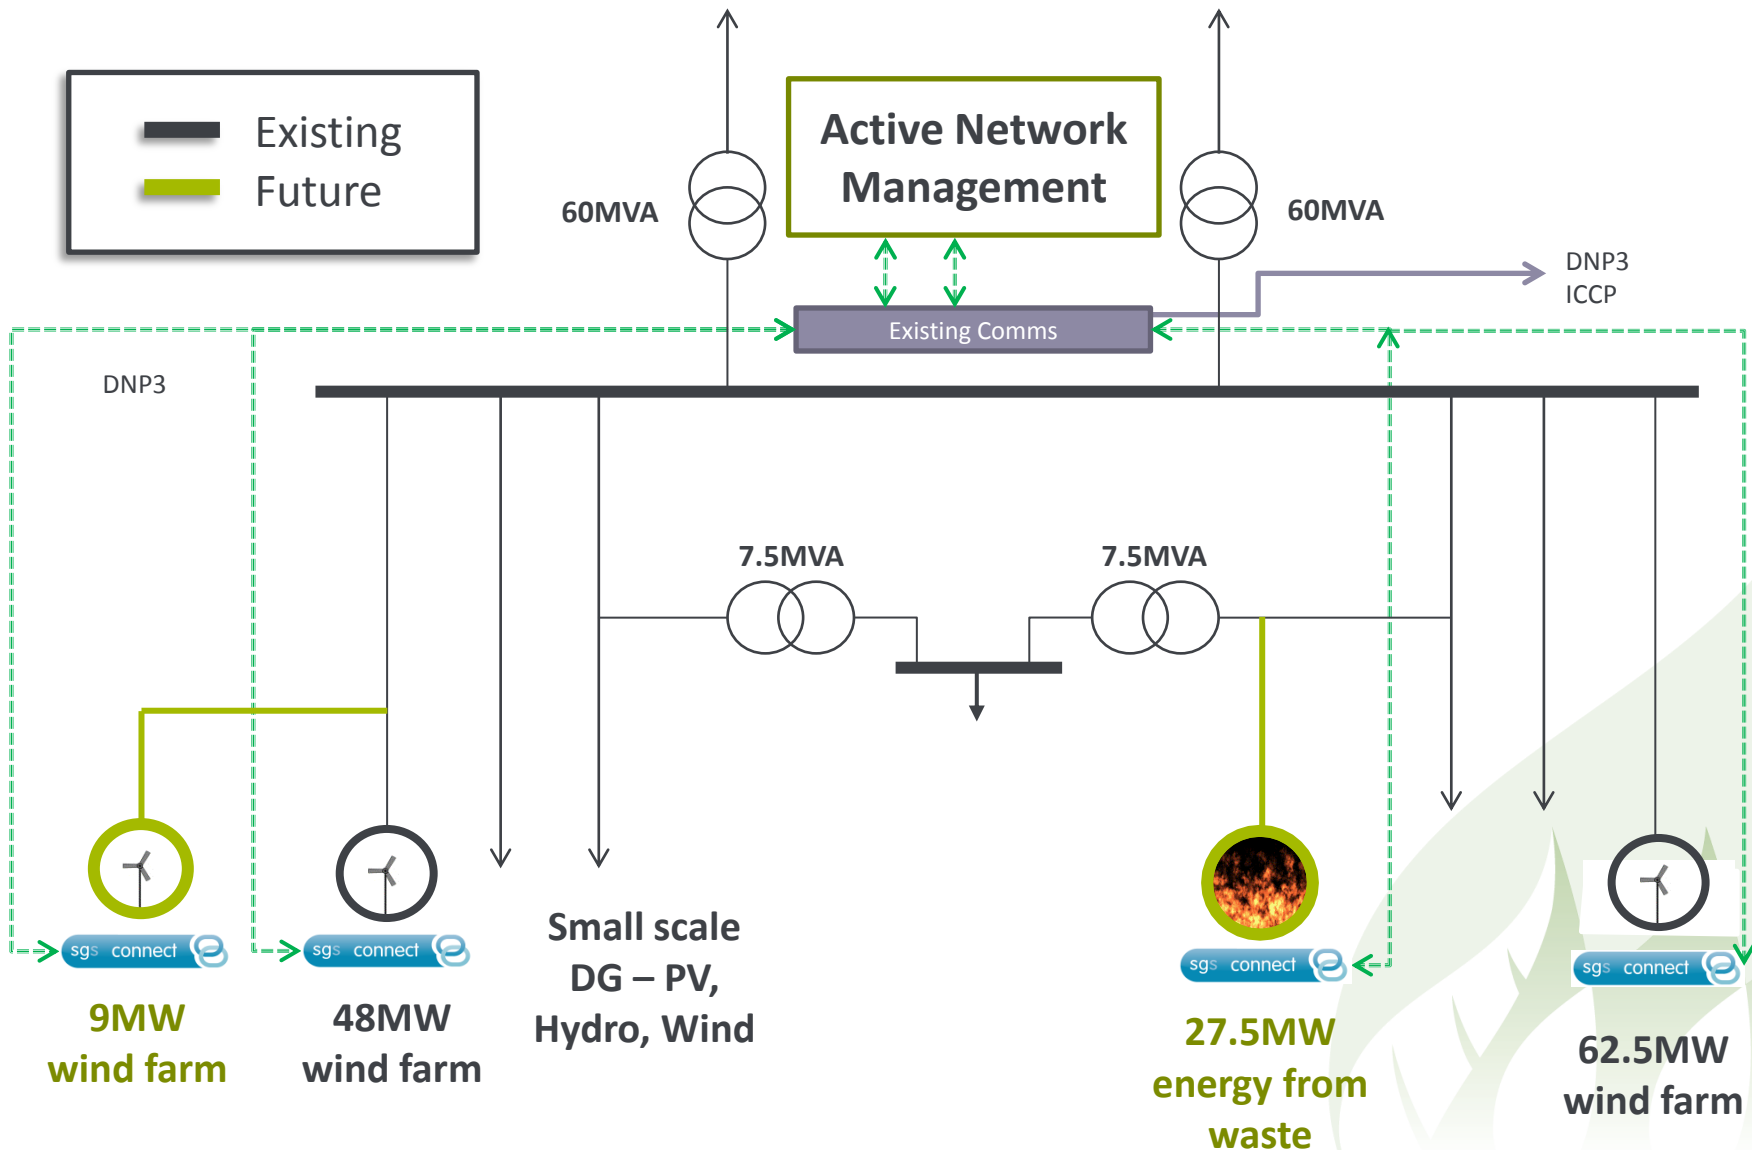 Existing
Future
Active Network
Management
60MVA
60MVA
DNP3
ICCP
Existing Comms
DNP3
7.5MVA
7.5MVA
sgs connect
sgs connect
sgs connect
sgs connect
9MW
wind farm
48MW
wind farm
Small scale
DG – PV,
Hydro, Wind
27.5MW
energy from
waste
62.5MW
wind farm